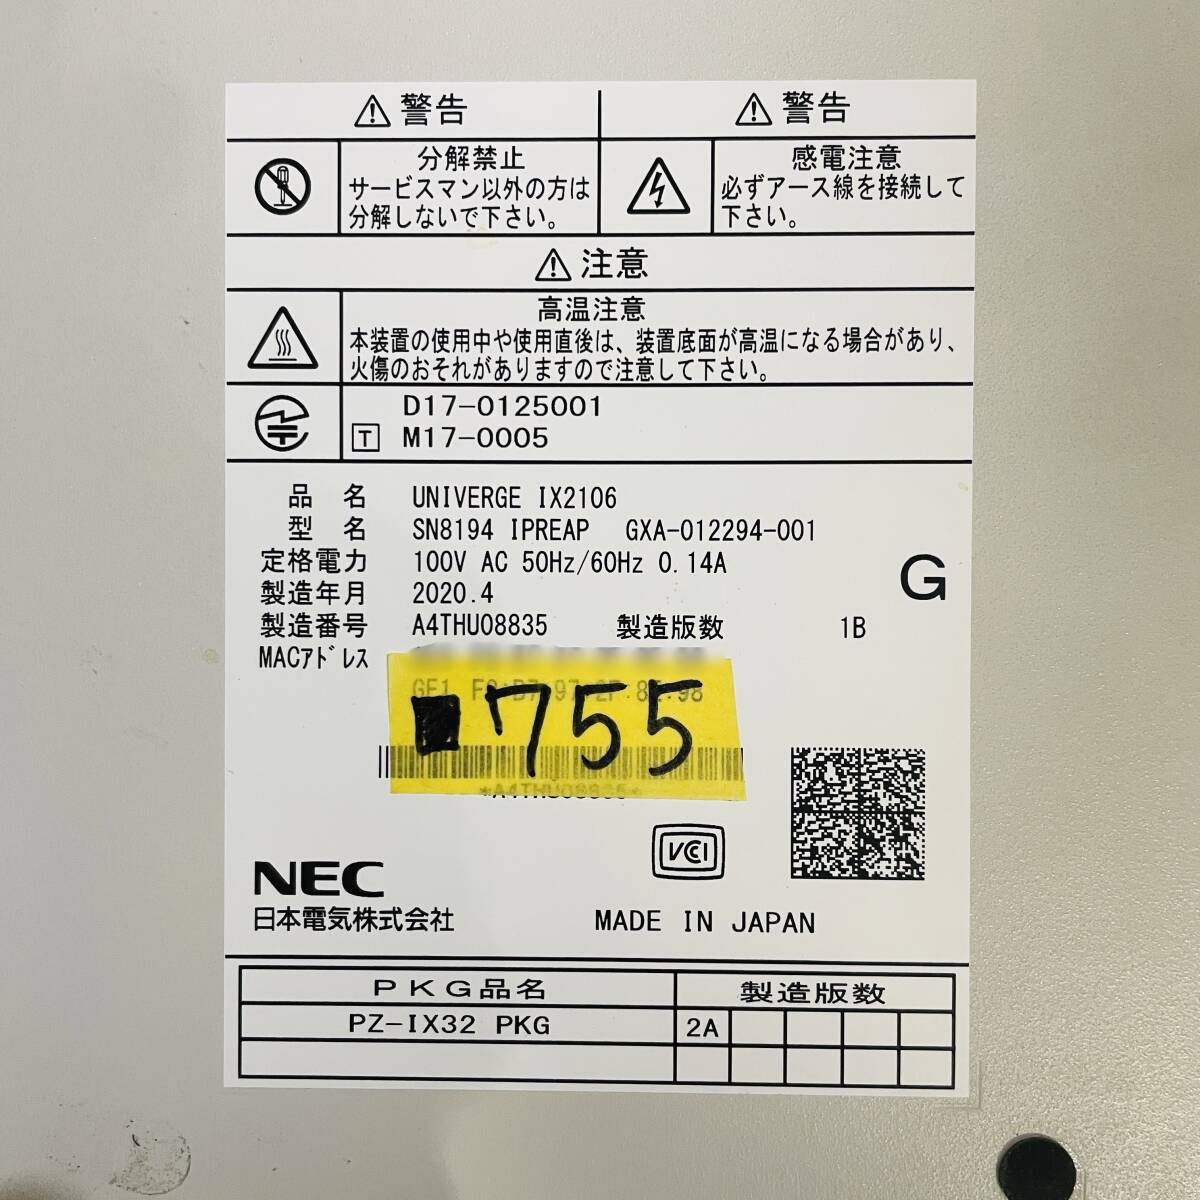 警告
分解禁止
サービスマン以外の方は
分解しないで下さい。
警告
感電注意
必ずアース線を接続して
下さい。
注意
高温注意
本装置の使用中や使用直後は、装置底面が高温になる場合があり、
火傷のおそれがありますので注意して下さい。
D17-0125001
T M17-0005
品 名 UNIVERGE IX2106
型 名 SN8194 IPREAP GXA-012294-001
定格電力 100V AC 50Hz/60Hz 0.14A
製造年月 2020.4
G
製造番号 A4THU08835 製造版数 1B
MACアドレス
GE1
755
*A4THU08835*
VCCI
NEC
日本電気株式会社
MADE IN JAPAN
PKG品名 製造版数
PZ-IX32 PKG 2A